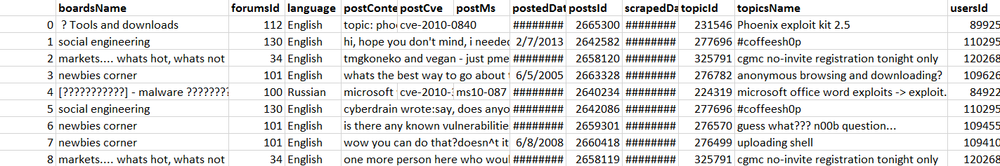 boardsName forumsId language postConte postCve postMs postedDat postsId scrapedDa topicId topicsName usersId
0 ? Tools and downloads 112 English topic: phoe cve-2010-0840 ######## 2665300 ######## 231546 Phoenix exploit kit 2.5 89925
1 social engineering 130 English hi, hope you don't mind, i needed 2/7/2013 2642582 ######## 277696 #coffeesh0p 110295
2 markets.... whats hot, whats not 34 English tmgkoneko and vegan - just pme ######## 2658120 ######## 325791 cgmc no-invite registration tonight only 120268
3 newbies corner 101 English whats the best way to go about t 6/5/2005 2663328 ######## 276782 anonymous browsing and downloading? 109626
4 [???????????] - malware ???????? 100 Russian microsoft cve-2010-3 ms10-087 ######## 2640234 ######## 224319 microsoft office word exploits -> exploit. 84922
5 social engineering 130 English cyberdrain wrote:say, does anyo ######## 2642086 ######## 277696 #coffeesh0p 110295
6 newbies corner 101 English is there any known vulnerabilitie ######## 2659301 ######## 276570 guess what??? n00b question... 109455
7 newbies corner 101 English wow you can do that?doesn^t it 6/8/2008 2660418 ######## 276499 uploading shell 109410
8 markets.... whats hot, whats not 34 English one more person here who woul ######## 2658119 ######## 325791 cgmc no-invite registration tonight only 120268